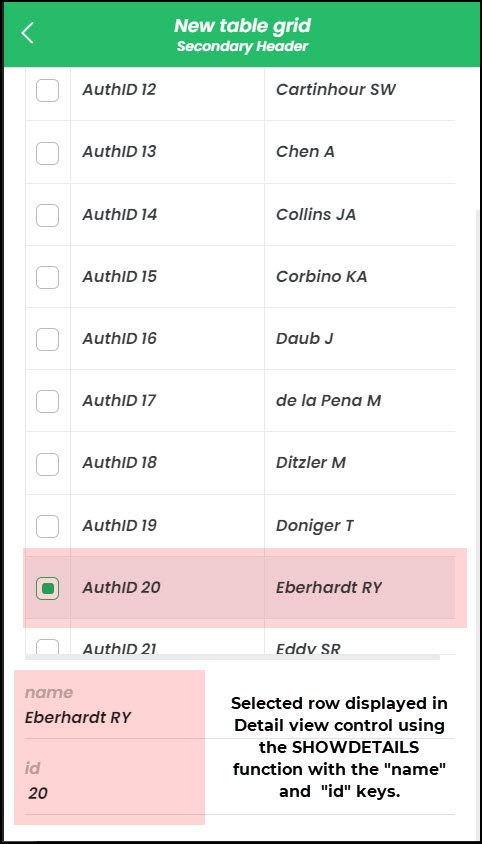 New table grid
Secondary Header
AuthID 12 Cartinhour SW
AuthID 13 Chen A
AuthID 14 Collins JA
AuthID 15 Corbino KA
AuthID 16 Daub J
AuthID 17 de la Pena M
AuthID 18 Ditzler M
AuthID 19 Doniger T
AuthID 20 Eberhardt RY
AuthID 21 Eddy SR
name
Eberhardt RY
id
20
Selected row displayed in
Detail view control using
the SHOWDETAILS
function with the "name"
and "id" keys.